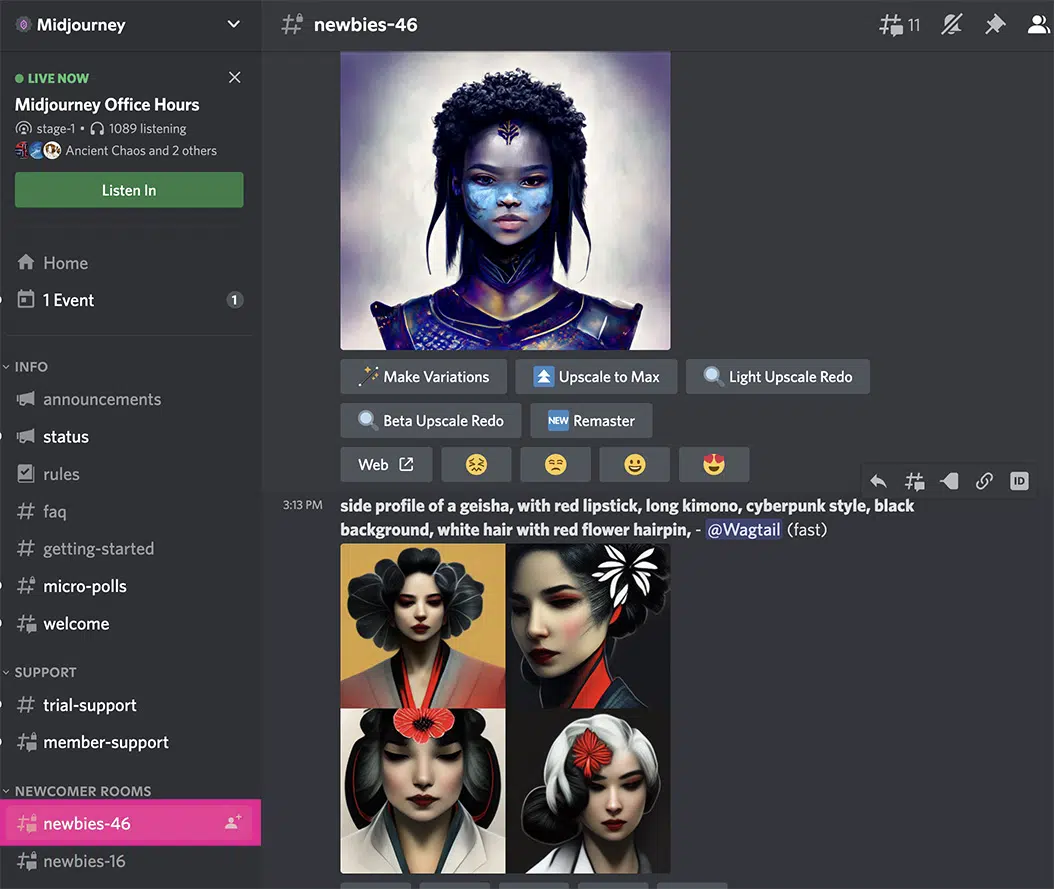 Midjourney
LIVE NOW
Midjourney Office Hours
stage-1 • 1089 listening
Ancient Chaos and 2 others
Listen In
Home
1 Event
1
INFO
announcements
status
rules
faq
getting-started
micro-polls
welcome
SUPPORT
trial-support
member-support
NEWCOMER ROOMS
newbies-46
newbies-16
newbies-46
11
Make Variations
Upscale to Max
Light Upscale Redo
Beta Upscale Redo
NEW Remaster
Web
ID
3:13 PM side profile of a geisha, with red lipstick, long kimono, cyberpunk style, black
background, white hair with red flower hairpin, - @Wagtail (fast)